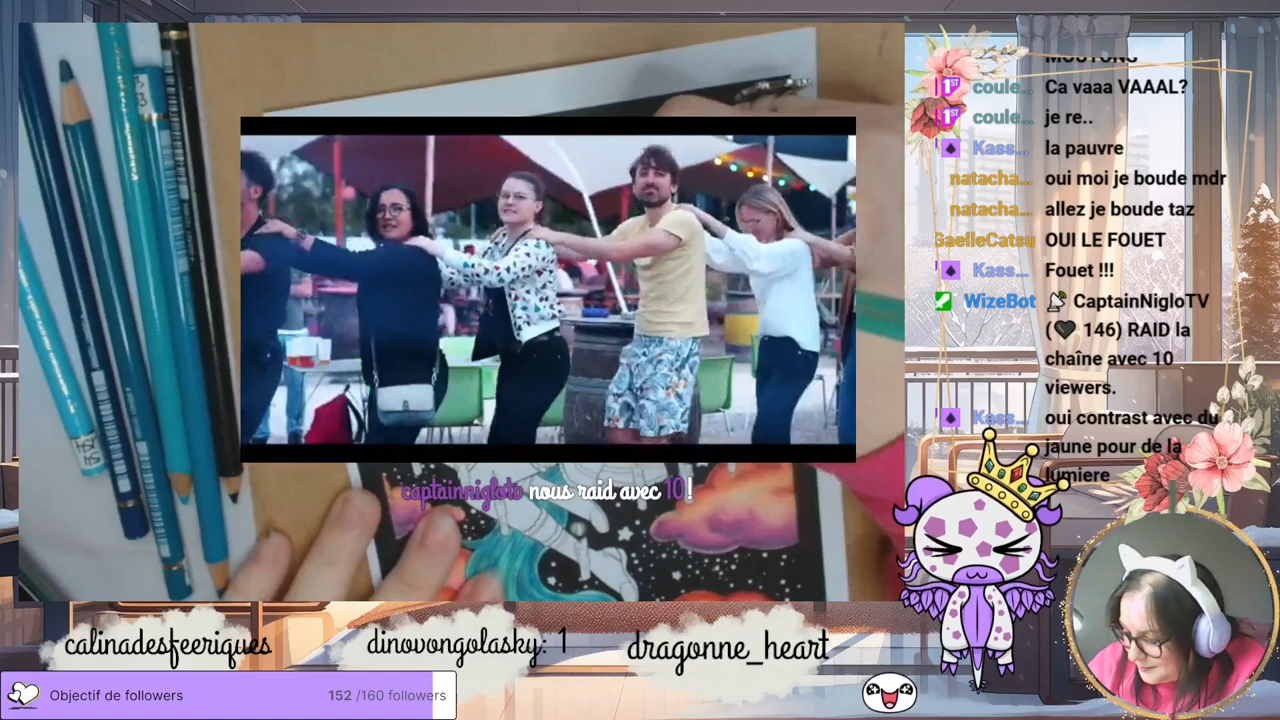 MOUTONS
coule... Ca vaaa VAAAL?
coule... je re..
Kass... la pauvre
natacha... oui moi je boude mdr
natacha... allez je boude taz
GaelleCatsu OUI LE FOUET
Kass... Fouet !!!
WizeBot CaptainNigloTV
(🖤 146) RAID la
chaîne avec 10
viewers.
Kass... oui contrast avec du
jaune pour de la
lumiere
1ST
1ST
captainniglotv nous raid avec 10!
calinadesfeeriques
dinovongolasky: 1
dragonne_heart
Objectif de followers 152 /160 followers